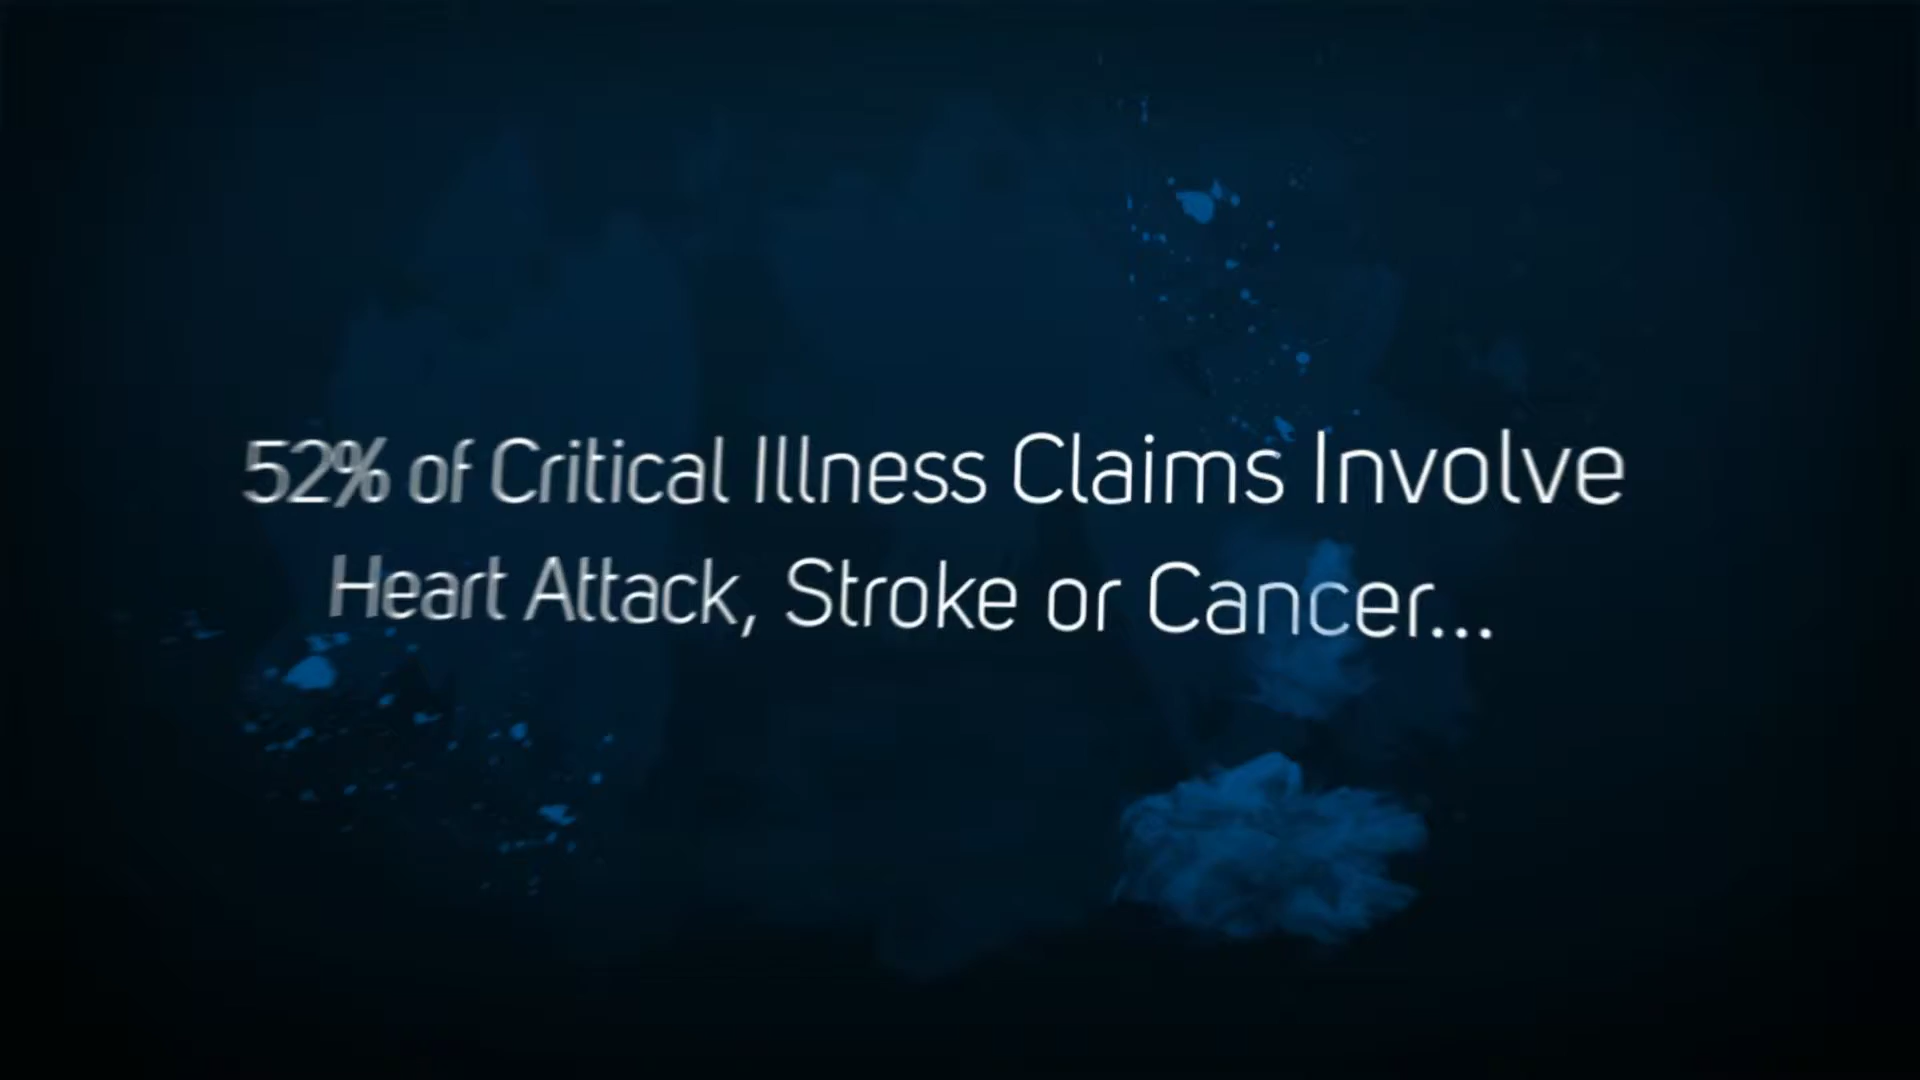 52% of Critical Illness Claims Involve
Heart Attack, Stroke or Cancer...